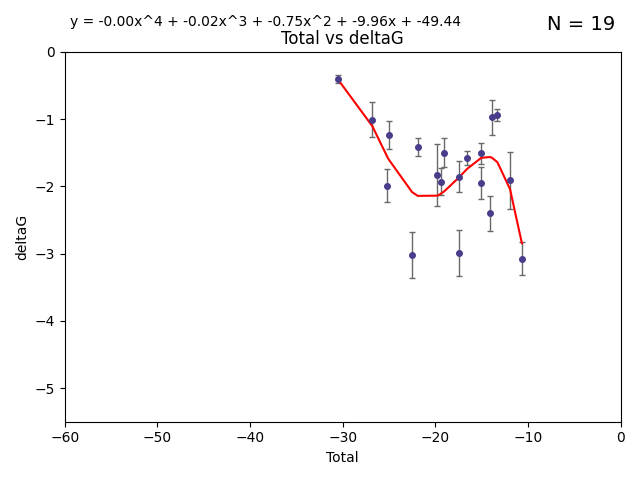 y = -0.00x^4 + -0.02x^3 + -0.75x^2 + -9.96x + -49.44
N = 19
Total vs deltaG
0
−1
−2
−3
−4
−5
deltaG
−60 −50 −40 −30 −20 −10 0
Total